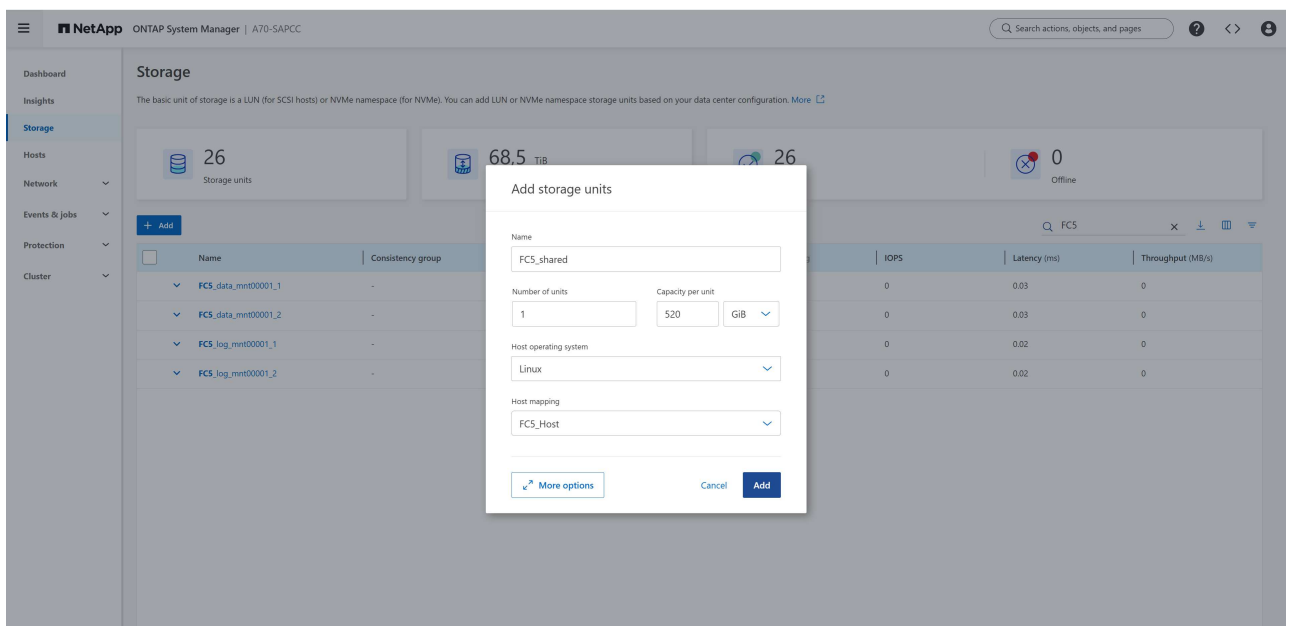 NetApp ONTAP System Manager | A70-SAPCC
Search actions, objects, and pages
Dashboard
Insights
Storage
Hosts
Network
Events & jobs
Protection
Cluster
Storage
The basic unit of storage is a LUN (for SCSI hosts) or NVMe namespace (for NVMe). You can add LUN or NVMe namespace storage units based on your data center configuration. More
26
Storage units
68,5 TiB
26
0
Offline
+ Add
FC5
Name Consistency group IOPS Latency (ms) Throughput (MB/s)
FC5_data_mnt00001_1 - 0 0.03 0
FC5_data_mnt00001_2 - 0 0.03 0
FC5_log_mnt00001_1 - 0 0.02 0
FC5_log_mnt00001_2 - 0 0.02 0
Add storage units
Name
FC5_shared
Number of units Capacity per unit
1 520 GiB
Host operating system
Linux
Host mapping
FC5_Host
More options Cancel Add